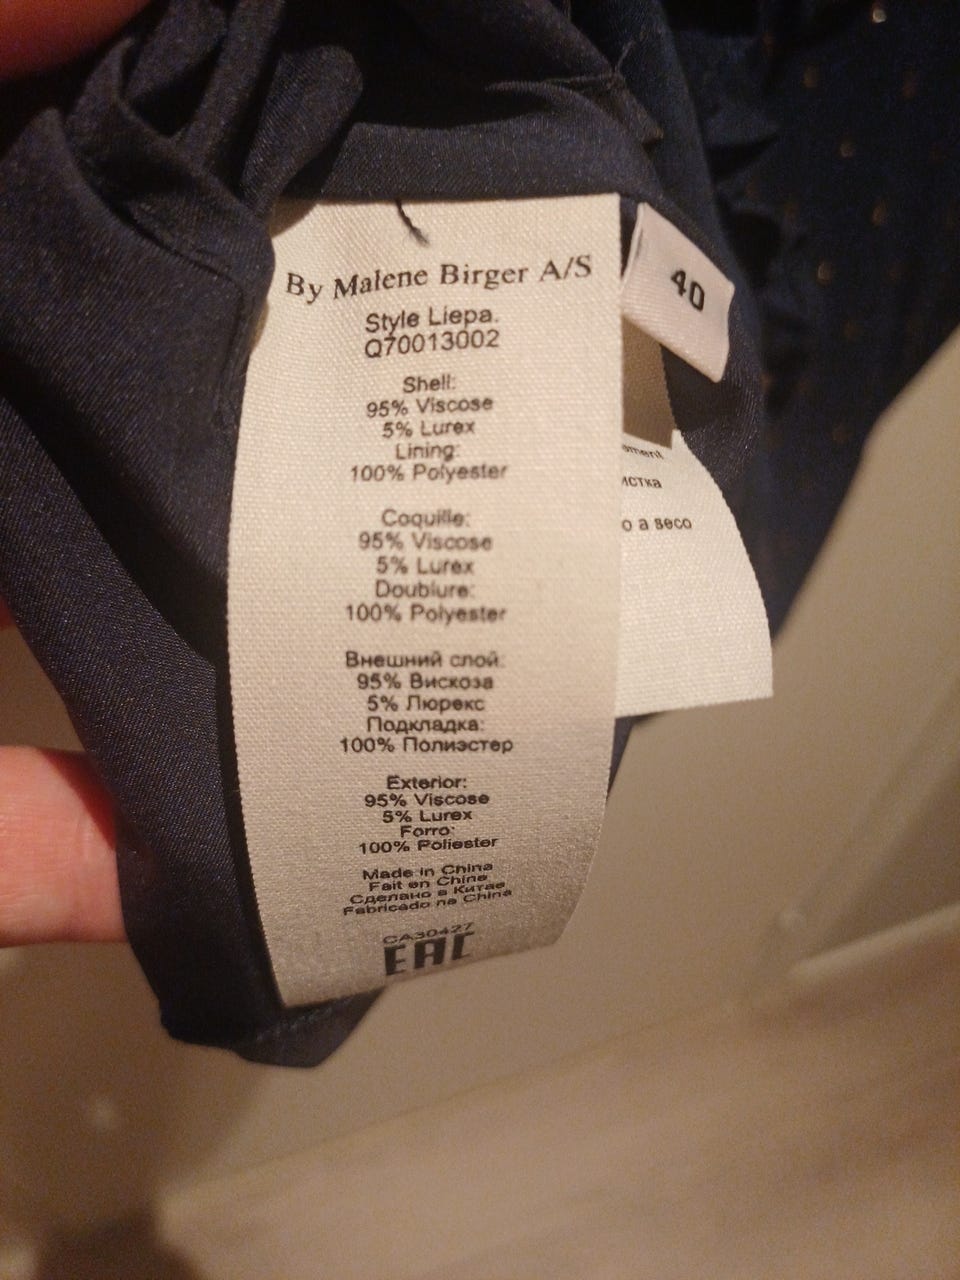 By Malene Birger A/S
Style Liepa.
Q70013002
Shell:
95% Viscose
5% Lurex
Lining:
100% Polyester
Coquille:
95% Viscose
5% Lurex
Doublure:
100% Polyester
Внешний слой:
95% Вискоза
5% Люрекс
Подкладка:
100% Полиэстер
Exterior:
95% Viscose
5% Lurex
Forro:
100% Poliester
Made in China
Fait en Chine
Сделано в Китае
Fabricado na China
CA30427
EAC
40
a seco